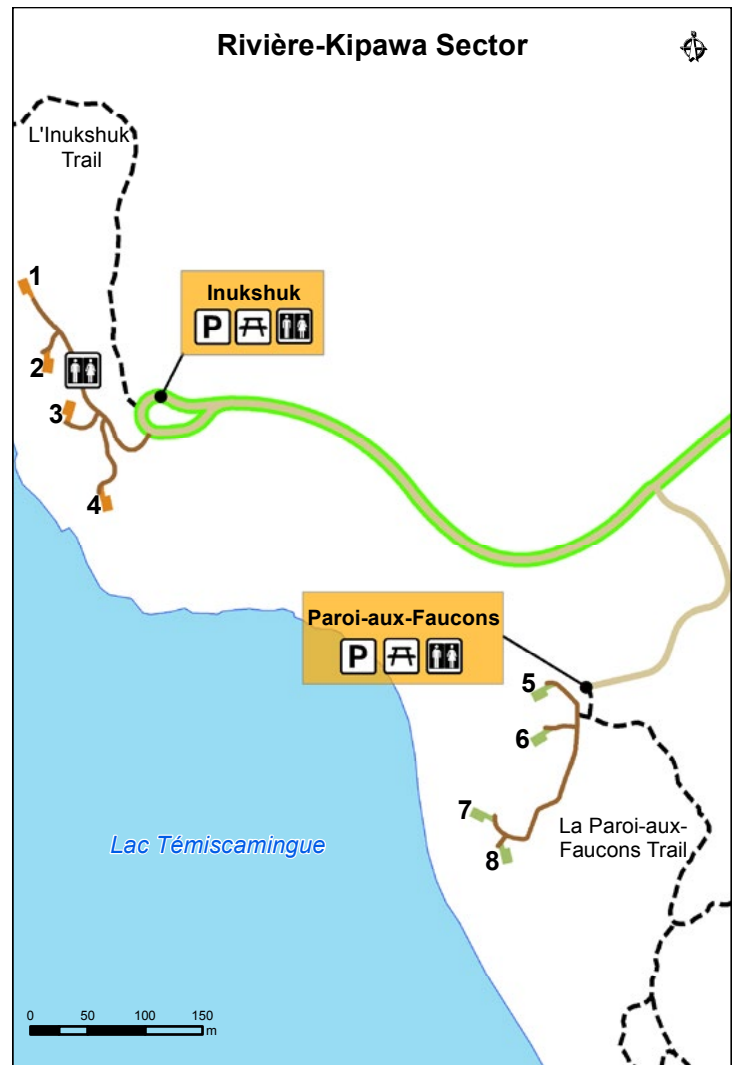 Rivière-Kipawa Sector
L'Inukshuk
Trail
1
Inukshuk
P
2
3
4
Paroi-aux-Faucons
P
5
6
7
La Paroi-aux-
Faucons Trail
Lac Témiscamingue
8
0 50 100 150
m